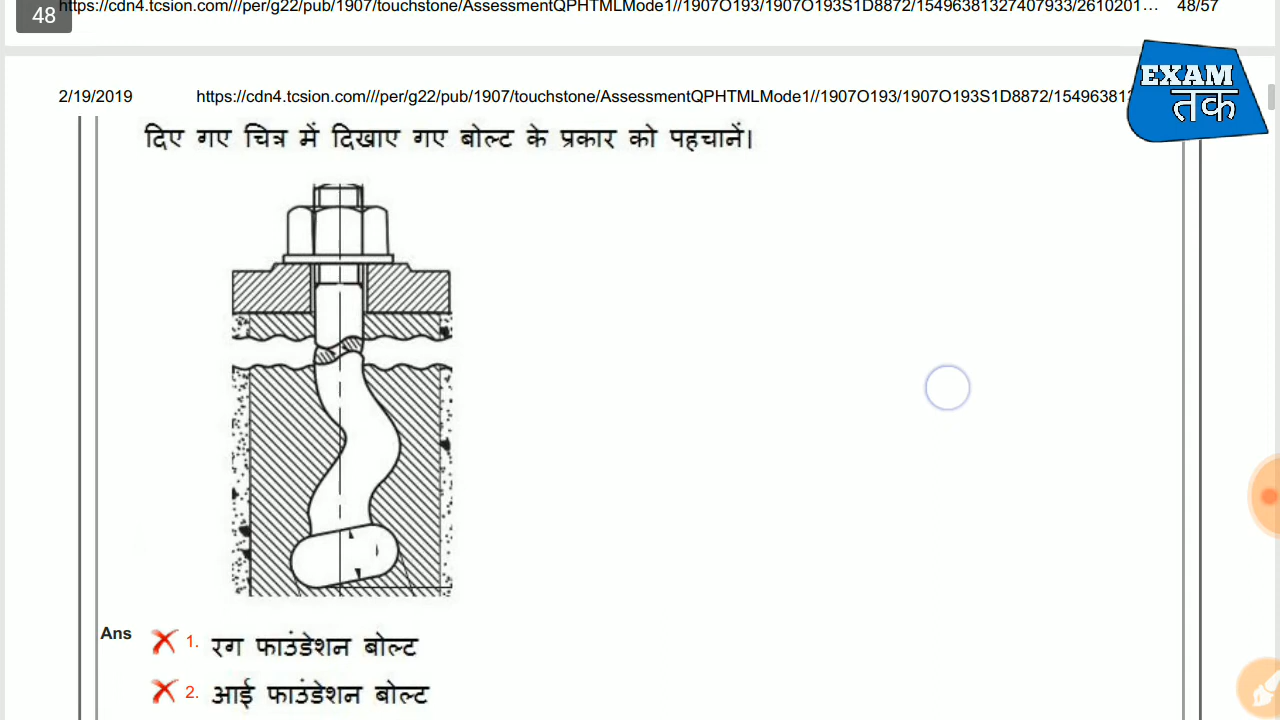 48 https://cdn4.tcsion.com///per/g22/pub/1907/touchstone/AssessmentQPHTMLMode1//1907O193/1907O193S1D8872/15496381327407933/2610201… 48/57
EXAM
तक
2/19/2019 https://cdn4.tcsion.com///per/g22/pub/1907/touchstone/AssessmentQPHTMLMode1//1907O193/1907O193S1D8872/154963813
दिए गए चित्र में दिखाए गए बोल्ट के प्रकार को पहचानें।
Ans
1. रग फाउंडेशन बोल्ट
2. आई फाउंडेशन बोल्ट